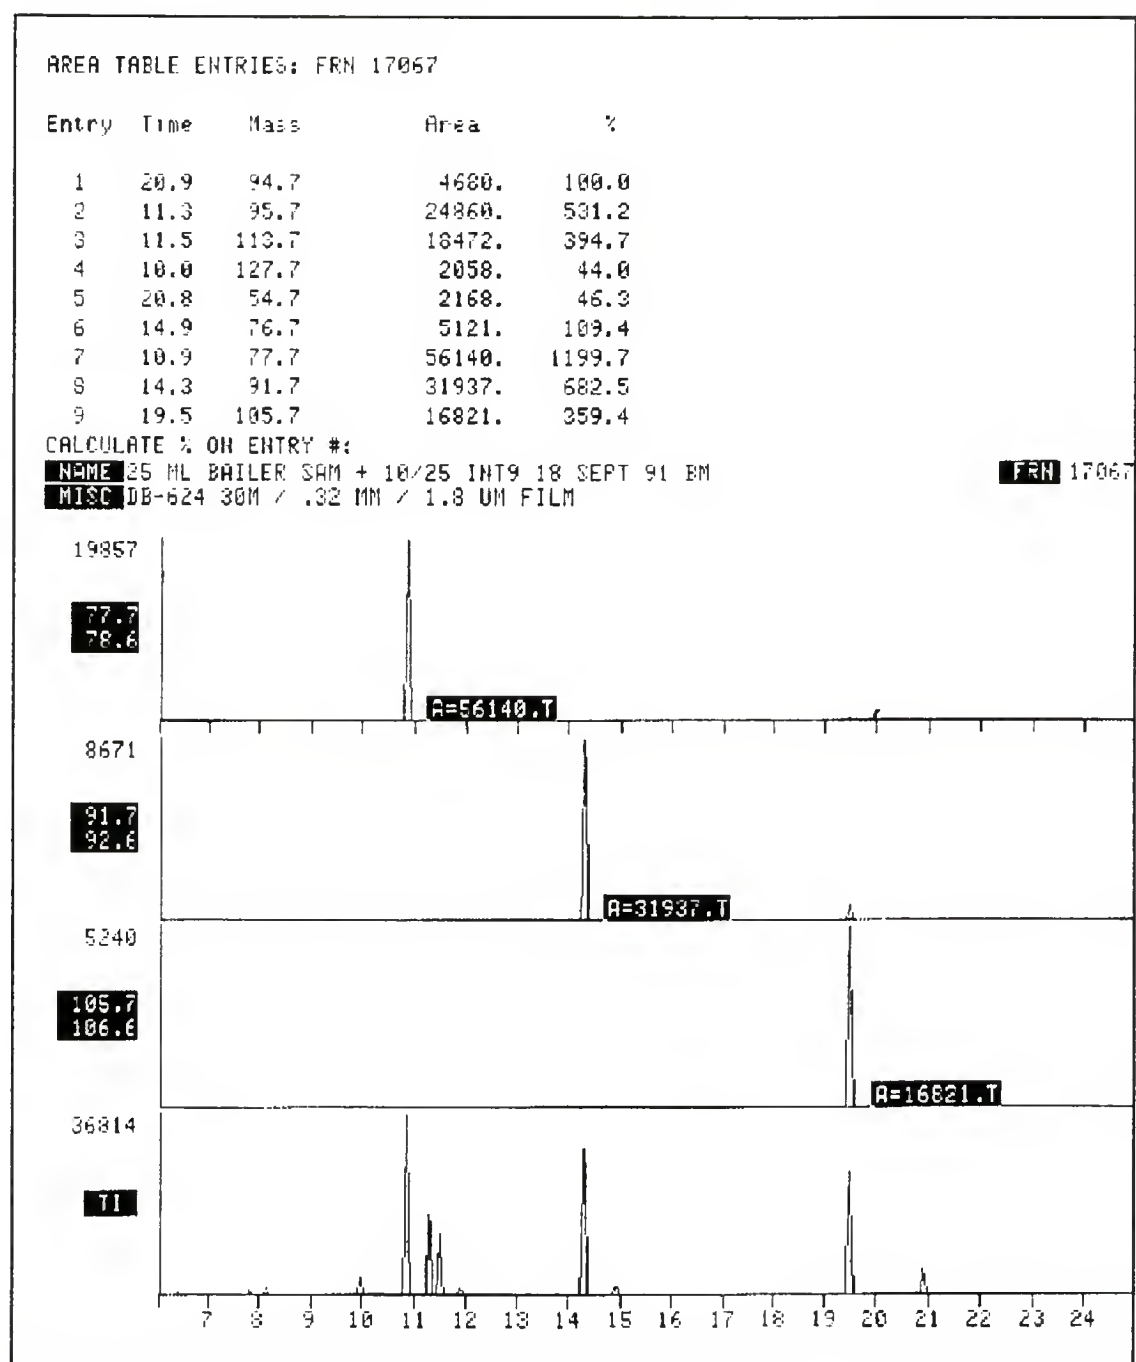 AREA TABLE ENTRIES: FRN 17067
Entry Time Mass Area %
1 20.9 94.7 4680. 100.0
2 11.3 95.7 24860. 531.2
3 11.5 113.7 18472. 394.7
4 10.0 127.7 2058. 44.0
5 20.8 54.7 2168. 46.3
6 14.9 76.7 5121. 109.4
7 10.9 77.7 56140. 1199.7
8 14.3 91.7 31937. 682.5
9 19.5 105.7 16821. 359.4
CALCULATE % ON ENTRY #:
NAME 25 ML BAILER SAM + 10/25 INT9 18 SEPT 91 BM FRN 17067
MISC DB-624 30M / .32 MM / 1.8 UM FILM
19857
77.7
78.6
A=56140.T
8671
91.7
92.6
A=31937.T
5240
105.7
106.6
A=16821.T
36814
TI
7 8 9 10 11 12 13 14 15 16 17 18 19 20 21 22 23 24